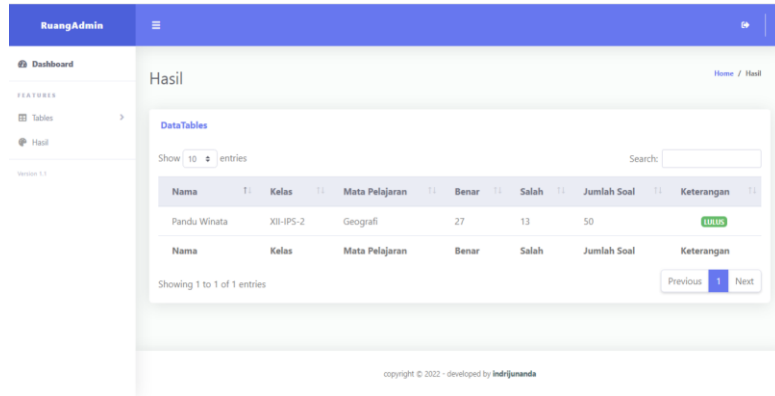 RuangAdmin
Dashboard
FEATURES
Tables
Hasil
Version 1.1
Hasil
Home / Hasil
DataTables
Show 10 entries
Search:
Nama Kelas Mata Pelajaran Benar Salah Jumlah Soal Keterangan
Pandu Winata XII-IPS-2 Geografi 27 13 50 LULUS
Nama Kelas Mata Pelajaran Benar Salah Jumlah Soal Keterangan
Showing 1 to 1 of 1 entries
Previous 1 Next
copyright © 2022 - developed by indrijunanda